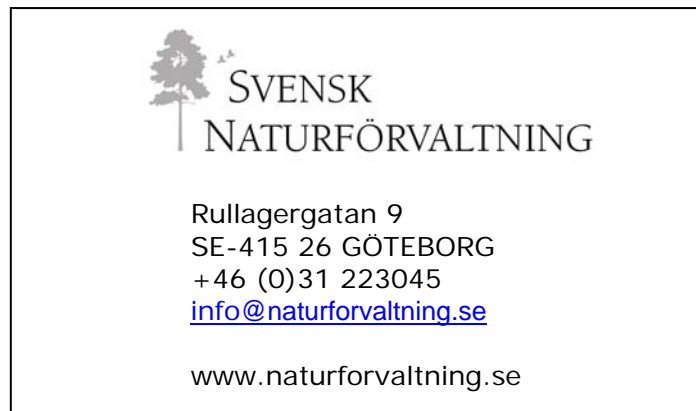 SVENSK
NATURFÖRVALTNING
Rullagergatan 9
SE-415 26 GÖTEBORG
+46 (0)31 223045
info@naturforvaltning.se
www.naturforvaltning.se